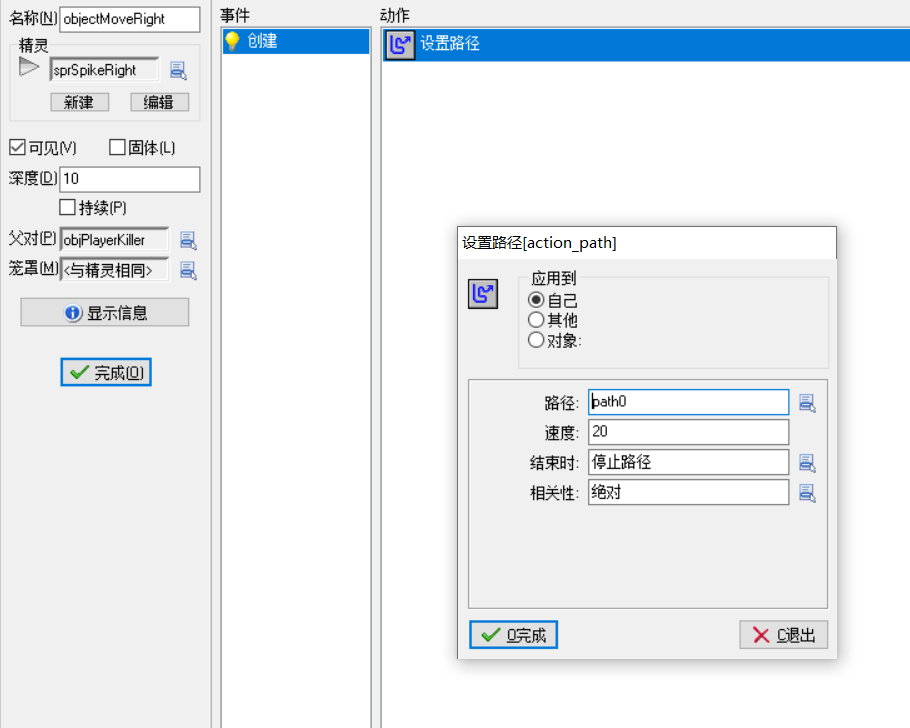 名称(N) objectMoveRight
精灵
sprSpikeRight
新建 编辑
可见(V) 固体(L)
深度(D) 10
持续(P)
父对(P) objPlayerKiller
笼罩(M) <与精灵相同>
显示信息
完成(O)
事件
创建
动作
设置路径
设置路径[action_path]
应用到
自己
其他
对象:
路径: path0
速度: 20
结束时: 停止路径
相关性: 绝对
O完成 C退出